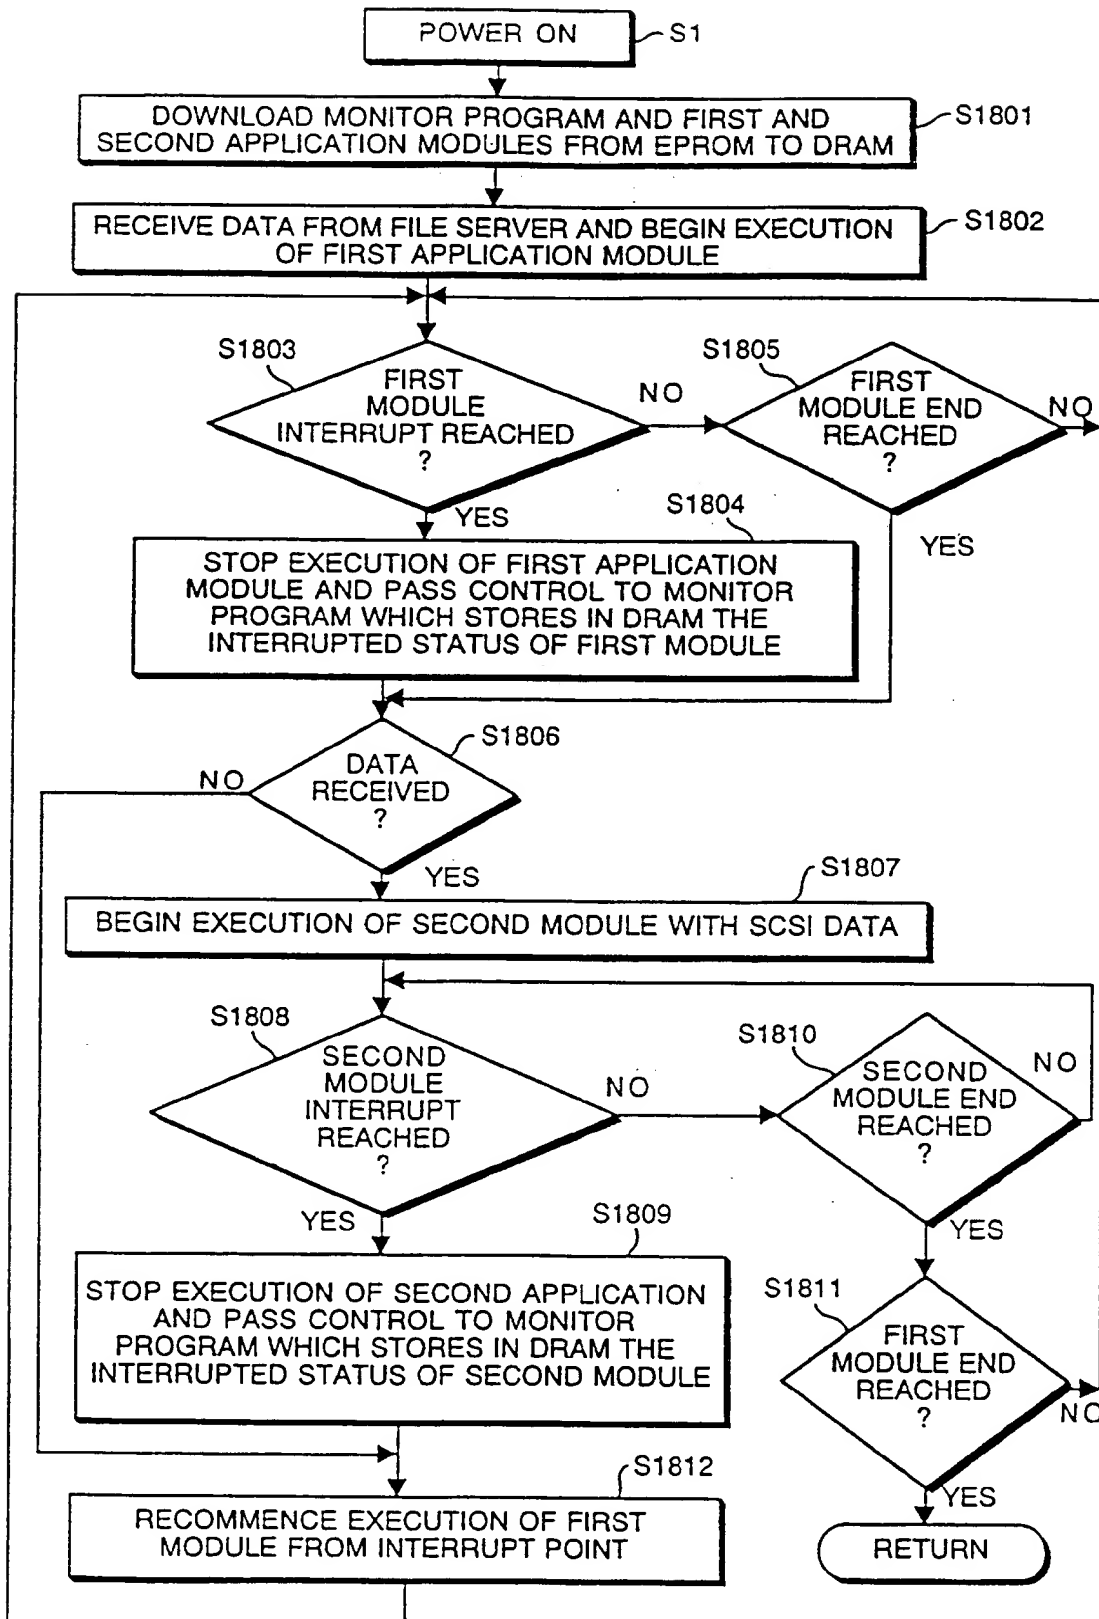 POWER ON
S1
DOWNLOAD MONITOR PROGRAM AND FIRST AND
SECOND APPLICATION MODULES FROM EPROM TO DRAM
S1801
RECEIVE DATA FROM FILE SERVER AND BEGIN EXECUTION
OF FIRST APPLICATION MODULE
S1802
S1803
FIRST
MODULE
INTERRUPT REACHED
?
NO
YES
S1805
FIRST
MODULE END
REACHED
?
NO
YES
S1804
STOP EXECUTION OF FIRST APPLICATION
MODULE AND PASS CONTROL TO MONITOR
PROGRAM WHICH STORES IN DRAM THE
INTERRUPTED STATUS OF FIRST MODULE
S1806
DATA
RECEIVED
?
NO
YES
S1807
BEGIN EXECUTION OF SECOND MODULE WITH SCSI DATA
S1808
SECOND
MODULE
INTERRUPT
REACHED
?
NO
YES
S1810
SECOND
MODULE END
REACHED
?
NO
YES
S1809
STOP EXECUTION OF SECOND APPLICATION
AND PASS CONTROL TO MONITOR
PROGRAM WHICH STORES IN DRAM THE
INTERRUPTED STATUS OF SECOND MODULE
S1811
FIRST
MODULE END
REACHED
?
NO
YES
S1812
RECOMMENCE EXECUTION OF FIRST
MODULE FROM INTERRUPT POINT
RETURN